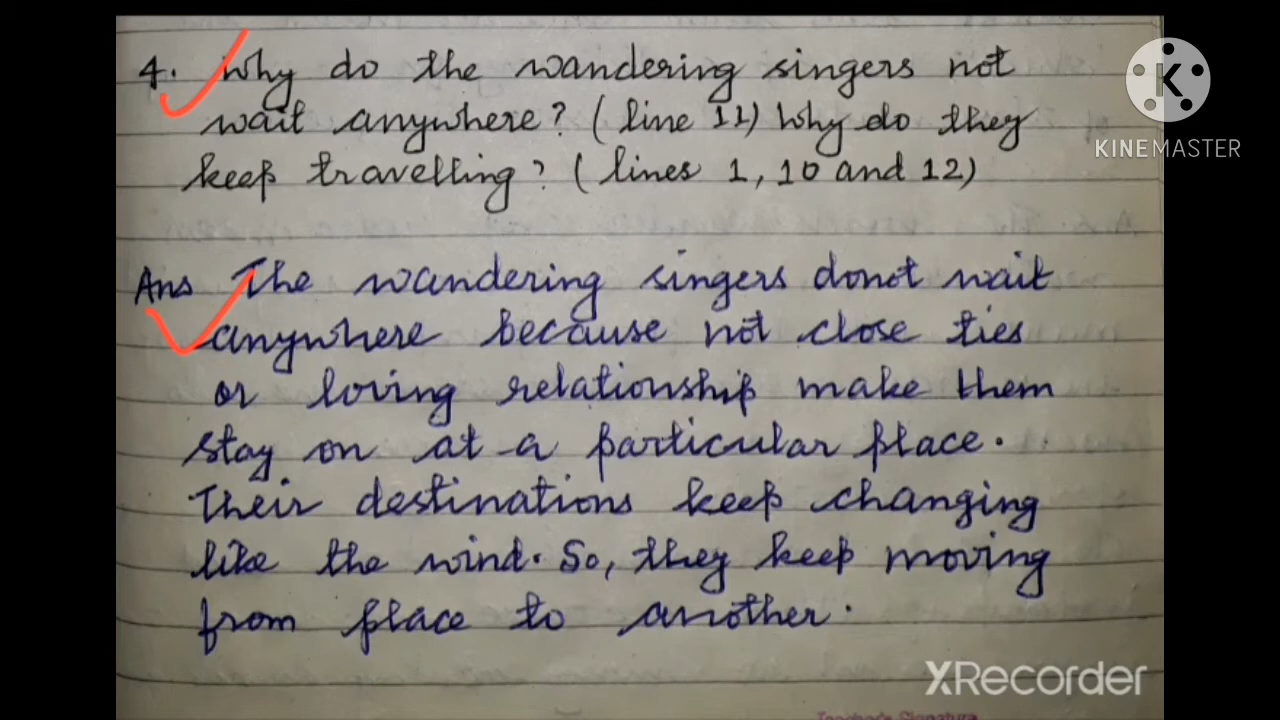 4. Why do the wandering singers not
wait anywhere? (line 11) Why do they
keep travelling? (lines 1, 10 and 12)
KINEMASTER
Ans The wandering singers donot wait
anywhere because not close ties
or loving relationship make them
stay on at a particular place.
Their destinations keep changing
like the wind. So, they keep moving
from place to another.
XRecorder
Teacher's Signature